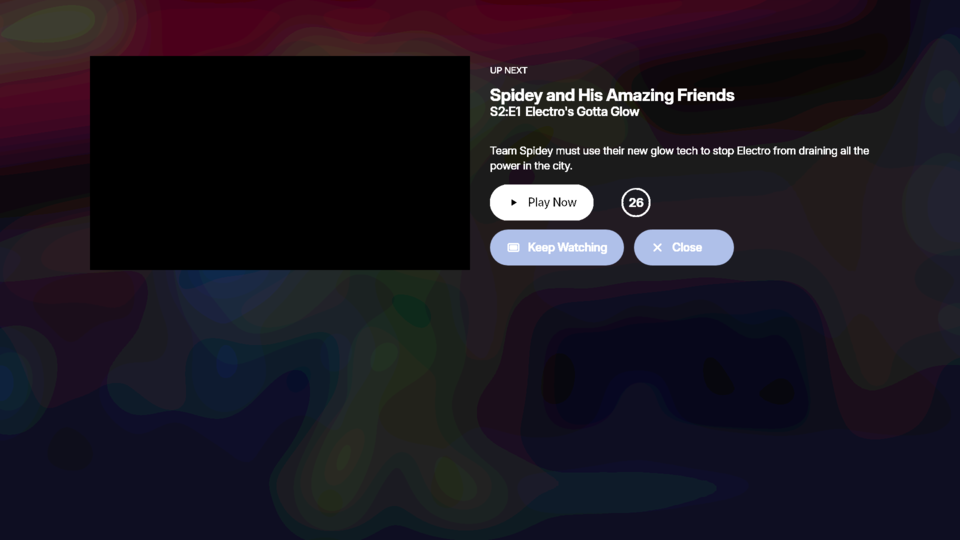 UP NEXT
Spidey and His Amazing Friends
S2:E1 Electro's Gotta Glow
Team Spidey must use their new glow tech to stop Electro from draining all the
power in the city.
Play Now
26
Keep Watching
Close